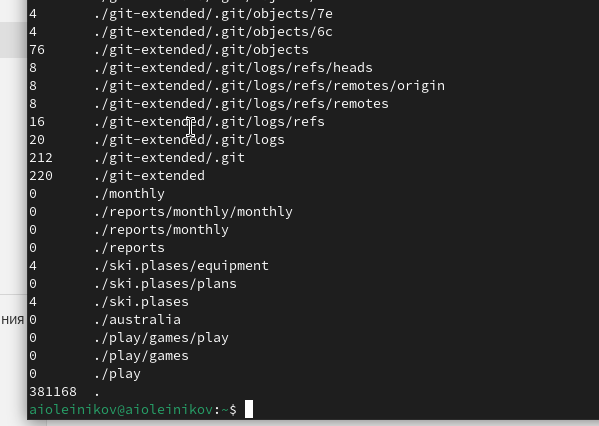 4 ./git-extended/.git/objects/7e
4 ./git-extended/.git/objects/6c
76 ./git-extended/.git/objects
8 ./git-extended/.git/logs/refs/heads
8 ./git-extended/.git/logs/refs/remotes/origin
8 ./git-extended/.git/logs/refs/remotes
16 ./git-extended/.git/logs/refs
20 ./git-extended/.git/logs
212 ./git-extended/.git
220 ./git-extended
0 ./monthly
0 ./reports/monthly/monthly
0 ./reports/monthly
0 ./reports
4 ./ski.plases/equipment
0 ./ski.plases/plans
4 ./ski.plases
0 ./australia
ния
0 ./play/games/play
0 ./play/games
0 ./play
381168 .
aioleinikov@aioleinikov:~$